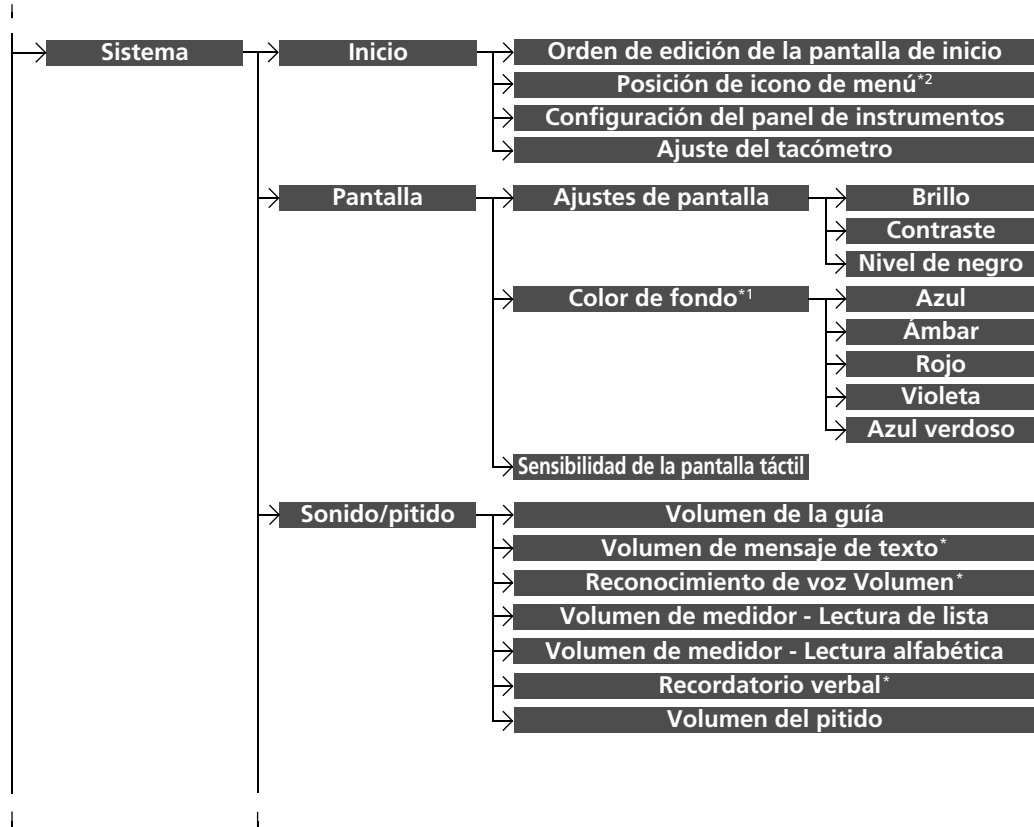 Sistema
Inicio
Orden de edición de la pantalla de inicio
Posición de icono de menú*2
Configuración del panel de instrumentos
Ajuste del tacómetro
Pantalla
Ajustes de pantalla
Brillo
Contraste
Nivel de negro
Color de fondo*1
Azul
Ámbar
Rojo
Violeta
Azul verdoso
Sensibilidad de la pantalla táctil
Sonido/pitido
Volumen de la guía
Volumen de mensaje de texto*
Reconocimiento de voz Volumen*
Volumen de medidor - Lectura de lista
Volumen de medidor - Lectura alfabética
Recordatorio verbal*
Volumen del pitido